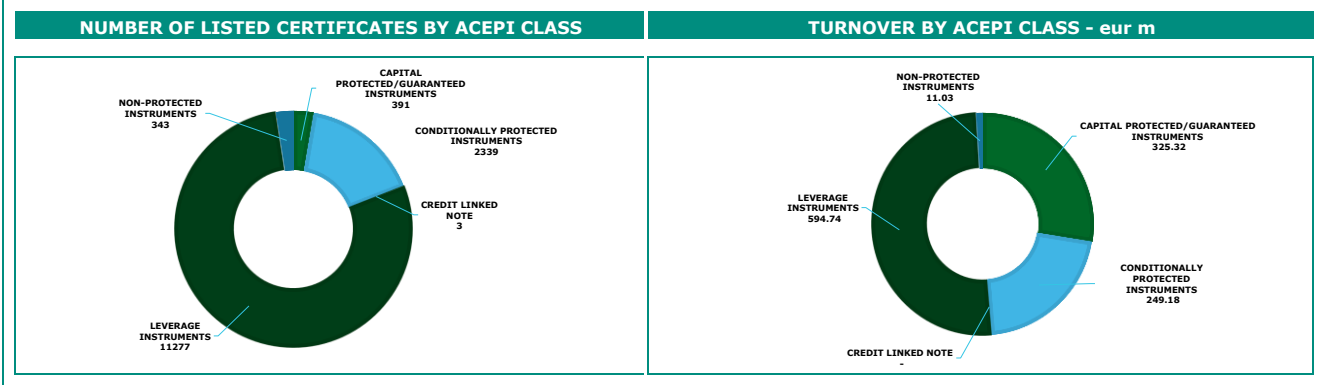 NUMBER OF LISTED CERTIFICATES BY ACEPI CLASS
CAPITAL
PROTECTED/GUARANTEED
INSTRUMENTS
391
NON-PROTECTED
INSTRUMENTS
343
CONDITIONALLY PROTECTED
INSTRUMENTS
2339
CREDIT LINKED
NOTE
3
LEVERAGE
INSTRUMENTS
11277
TURNOVER BY ACEPI CLASS - eur m
NON-PROTECTED
INSTRUMENTS
11.03
CAPITAL PROTECTED/GUARANTEED
INSTRUMENTS
325.32
LEVERAGE
INSTRUMENTS
594.74
CONDITIONALLY
PROTECTED
INSTRUMENTS
249.18
CREDIT LINKED NOTE
-